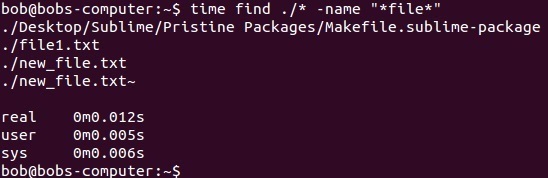 bob@bobs-computer:~$ time find ./* -name "*file*"
./Desktop/Sublime/Pristine Packages/Makefile.sublime-package
./file1.txt
./new_file.txt
./new_file.txt~

real    0m0.012s
user    0m0.005s
sys     0m0.006s
bob@bobs-computer:~$